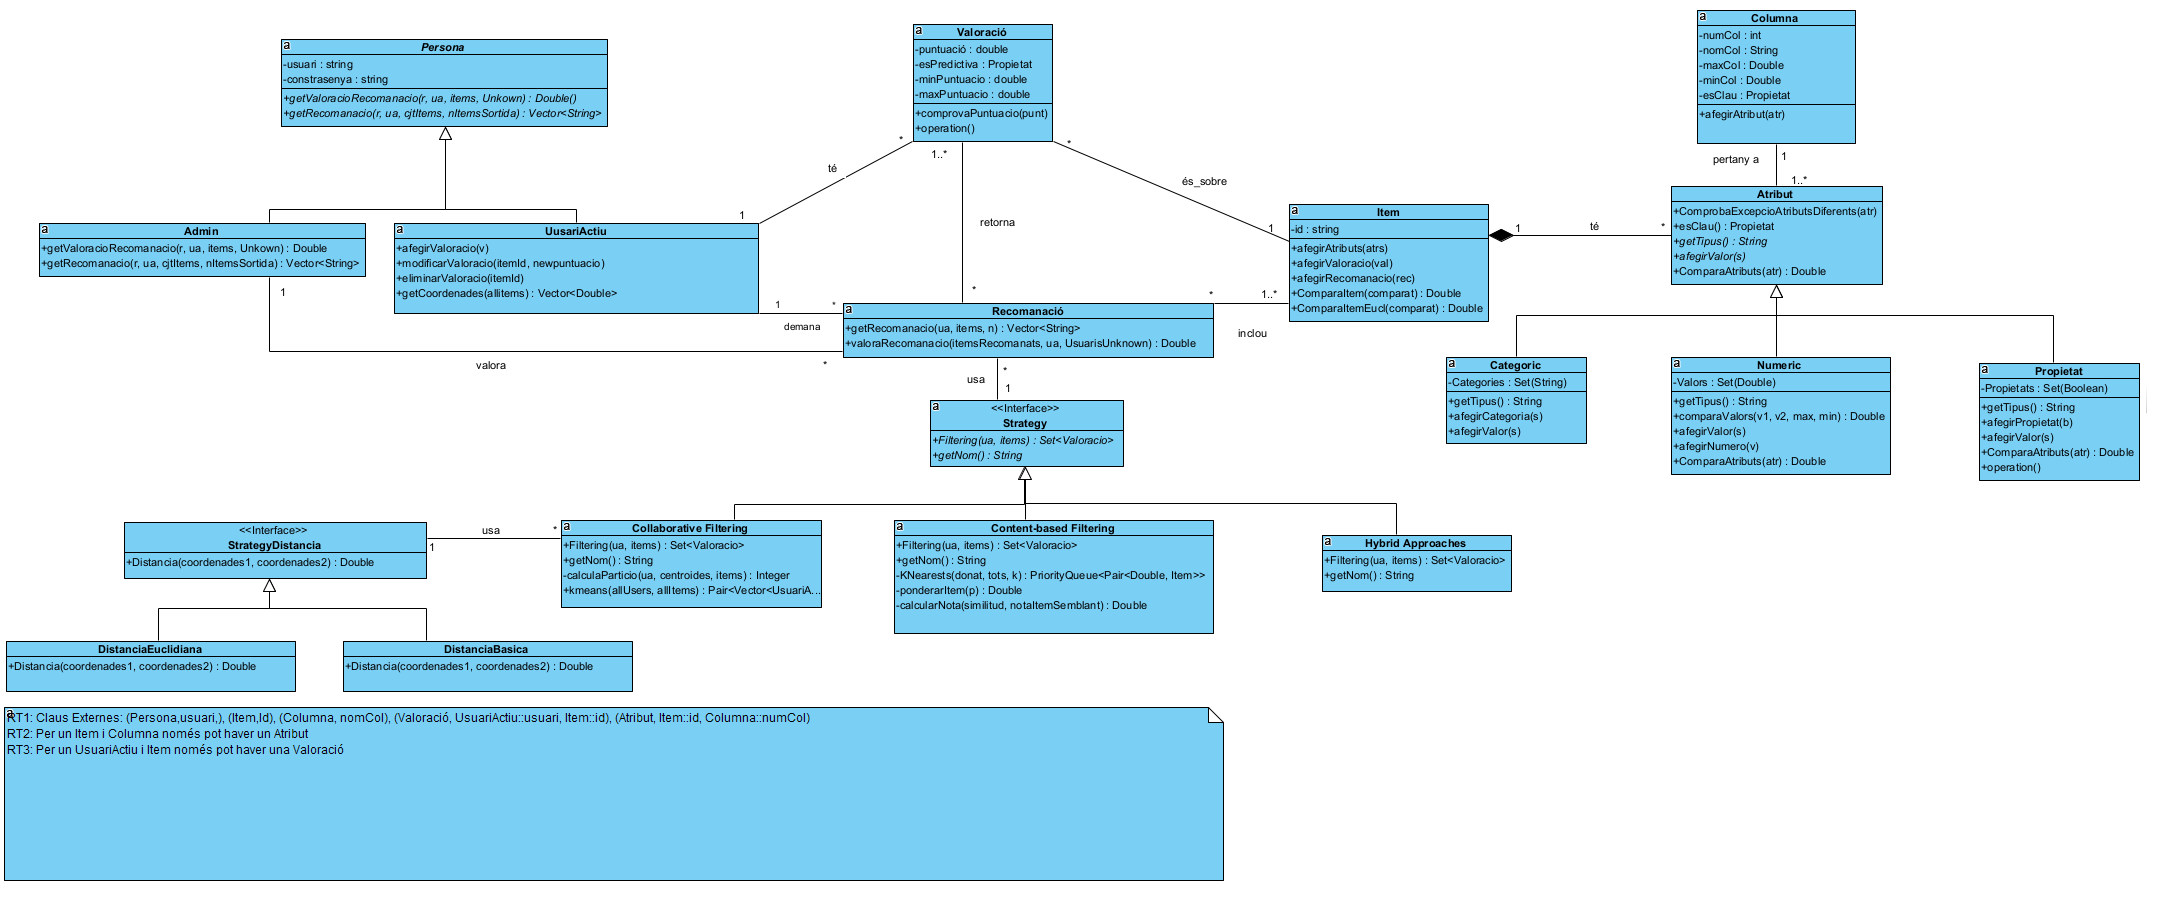 Persona
-usuari : string
-constrasenya : string
+getValoracioRecomanacio(r, ua, items, Unkown) : Double()
+getRecomanacio(r, ua, cjtItems, nItemsSortida) : Vector<String>
Valoració
-puntuació : double
-esPredictiva : Propietat
-minPuntuacio : double
-maxPuntuacio : double
+comprovaPuntuacio(punt)
+operation()
Columna
-numCol : int
-nomCol : String
-maxCol : Double
-minCol : Double
-esClau : Propietat
+afegirAtribut(atr)
pertany a
1
1..*
*
té
1
1..*
retorna
*
*
és_sobre
1
Admin
+getValoracioRecomanacio(r, ua, items, Unkown) : Double
+getRecomanacio(r, ua, cjtItems, nItemsSortida) : Vector<String>
UusariActiu
+afegirValoracio(v)
+modificarValoracio(itemId, newpuntuacio)
+eliminarValoracio(itemId)
+getCoordenades(allitems) : Vector<Double>
Item
-id : string
+afegirAtributs(atrs)
+afegirValoracio(val)
+afegirRecomanacio(rec)
+ComparaItem(comparat) : Double
+ComparaItemEucl(comparat) : Double
1
té
*
Atribut
+ComprobaExcepcioAtributsDiferents(atr)
+esClau() : Propietat
+getTipus() : String
+afegirValor(s)
+ComparaAtributs(atr) : Double
1
valora
*
1
demana
*
Recomanació
+getRecomanacio(ua, items, n) : Vector<String>
+valoraRecomanacio(itemsRecomanats, ua, UsuarisUnknown) : Double
*
1..*
inclou
Categoric
-Categories : Set(String)
+getTipus() : String
+afegirCategoria(s)
+afegirValor(s)
Numeric
-Valors : Set(Double)
+getTipus() : String
+comparaValors(v1, v2, max, min) : Double
+afegirValor(s)
+afegirNumero(v)
+ComparaAtributs(atr) : Double
Propietat
-Propietats : Set(Boolean)
+getTipus() : String
+afegirPropietat(b)
+afegirValor(s)
+ComparaAtributs(atr) : Double
+operation()
*
usa
1
<<Interface>>
Strategy
+Filtering(ua, items) : Set<Valoracio>
+getNom() : String
<<Interface>>
StrategyDistancia
+Distancia(coordenades1, coordenades2) : Double
1
usa
*
Collaborative Filtering
+Filtering(ua, items) : Set<Valoracio>
+getNom() : String
-calculaParticio(ua, centroides, items) : Integer
+kmeans(allUsers, allItems) : Pair<Vector<UsuariA...
Content-based Filtering
+Filtering(ua, items) : Set<Valoracio>
+getNom() : String
-KNearests(donat, tots, k) : PriorityQueue<Pair<Double, Item>>
-ponderarItem(p) : Double
-calcularNota(similitud, notaItemSemblant) : Double
Hybrid Approaches
+Filtering(ua, items) : Set<Valoracio>
+getNom() : String
DistanciaEuclidiana
+Distancia(coordenades1, coordenades2) : Double
DistanciaBasica
+Distancia(coordenades1, coordenades2) : Double
RT1: Claus Externes: (Persona,usuari,), (Item,Id), (Columna, nomCol), (Valoració, UsuariActiu::usuari, Item::id), (Atribut, Item::id, Columna::numCol)
RT2: Per un Item i Columna només pot haver un Atribut
RT3: Per un UsuariActiu i Item només pot haver una Valoració